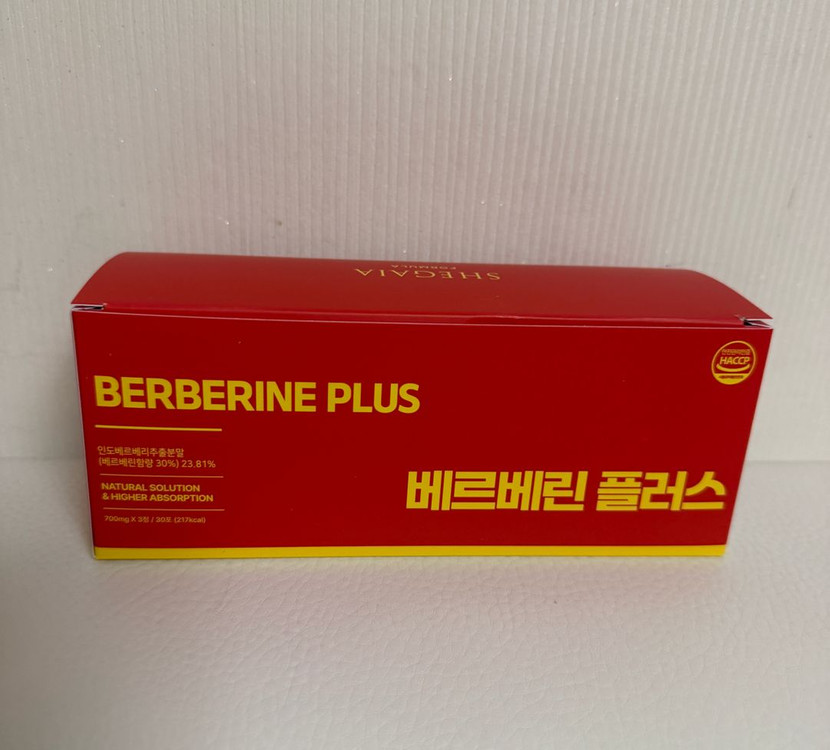 SHEGAIA
FORMULA
BERBERINE PLUS
인도베르베리추출분말
(베르베린함량 30%) 23.81%
NATURAL SOLUTION
& HIGHER ABSORPTION
700mg X 3정 / 30포 (217kcal)
HACCP
베르베린 플러스